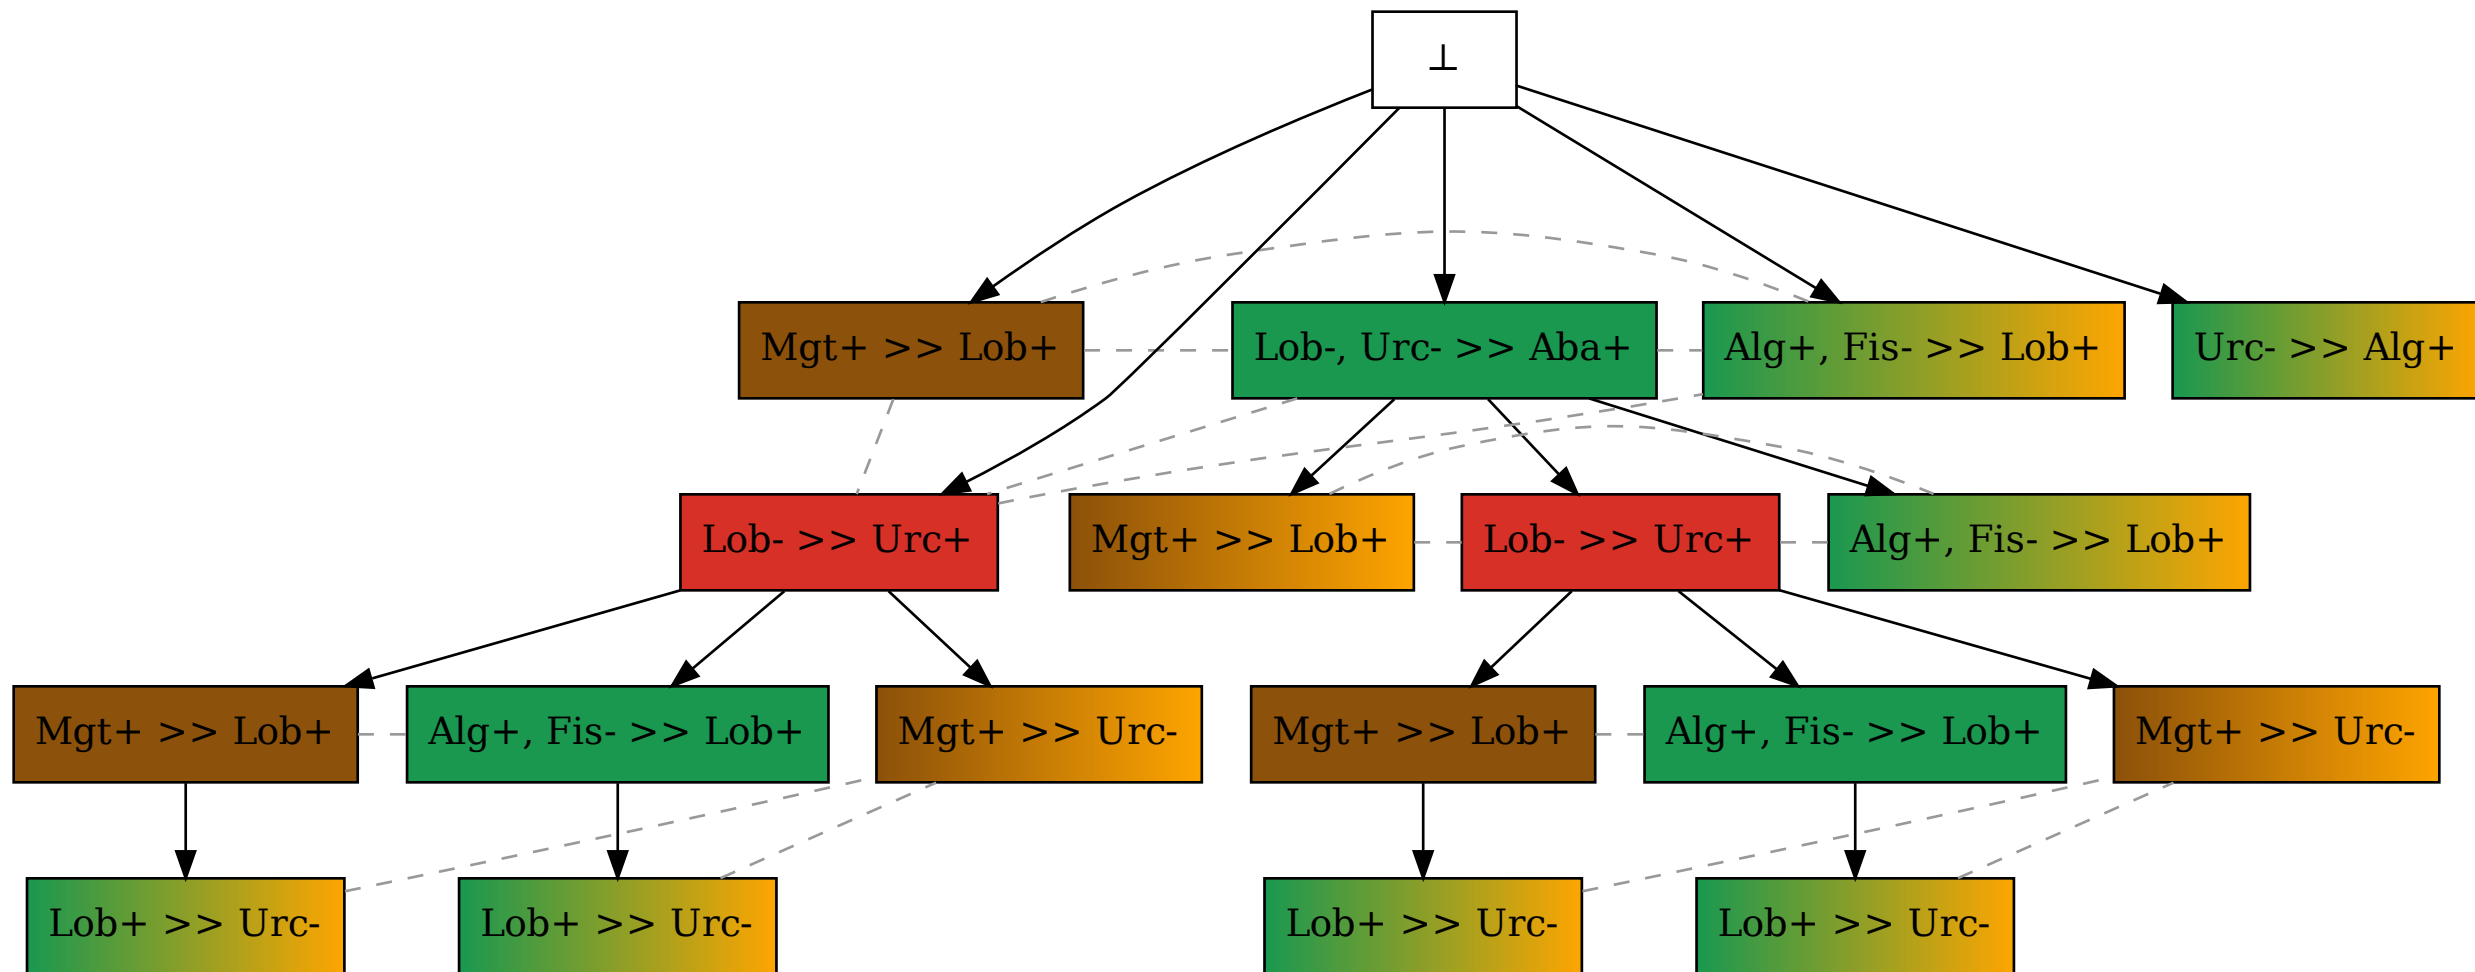 ⊥
Mgt+ >> Lob+
Lob-, Urc- >> Aba+
Alg+, Fis- >> Lob+
Urc- >> Alg+
Lob- >> Urc+
Mgt+ >> Lob+
Lob- >> Urc+
Alg+, Fis- >> Lob+
Mgt+ >> Lob+
Alg+, Fis- >> Lob+
Mgt+ >> Urc-
Mgt+ >> Lob+
Alg+, Fis- >> Lob+
Mgt+ >> Urc-
Lob+ >> Urc-
Lob+ >> Urc-
Lob+ >> Urc-
Lob+ >> Urc-